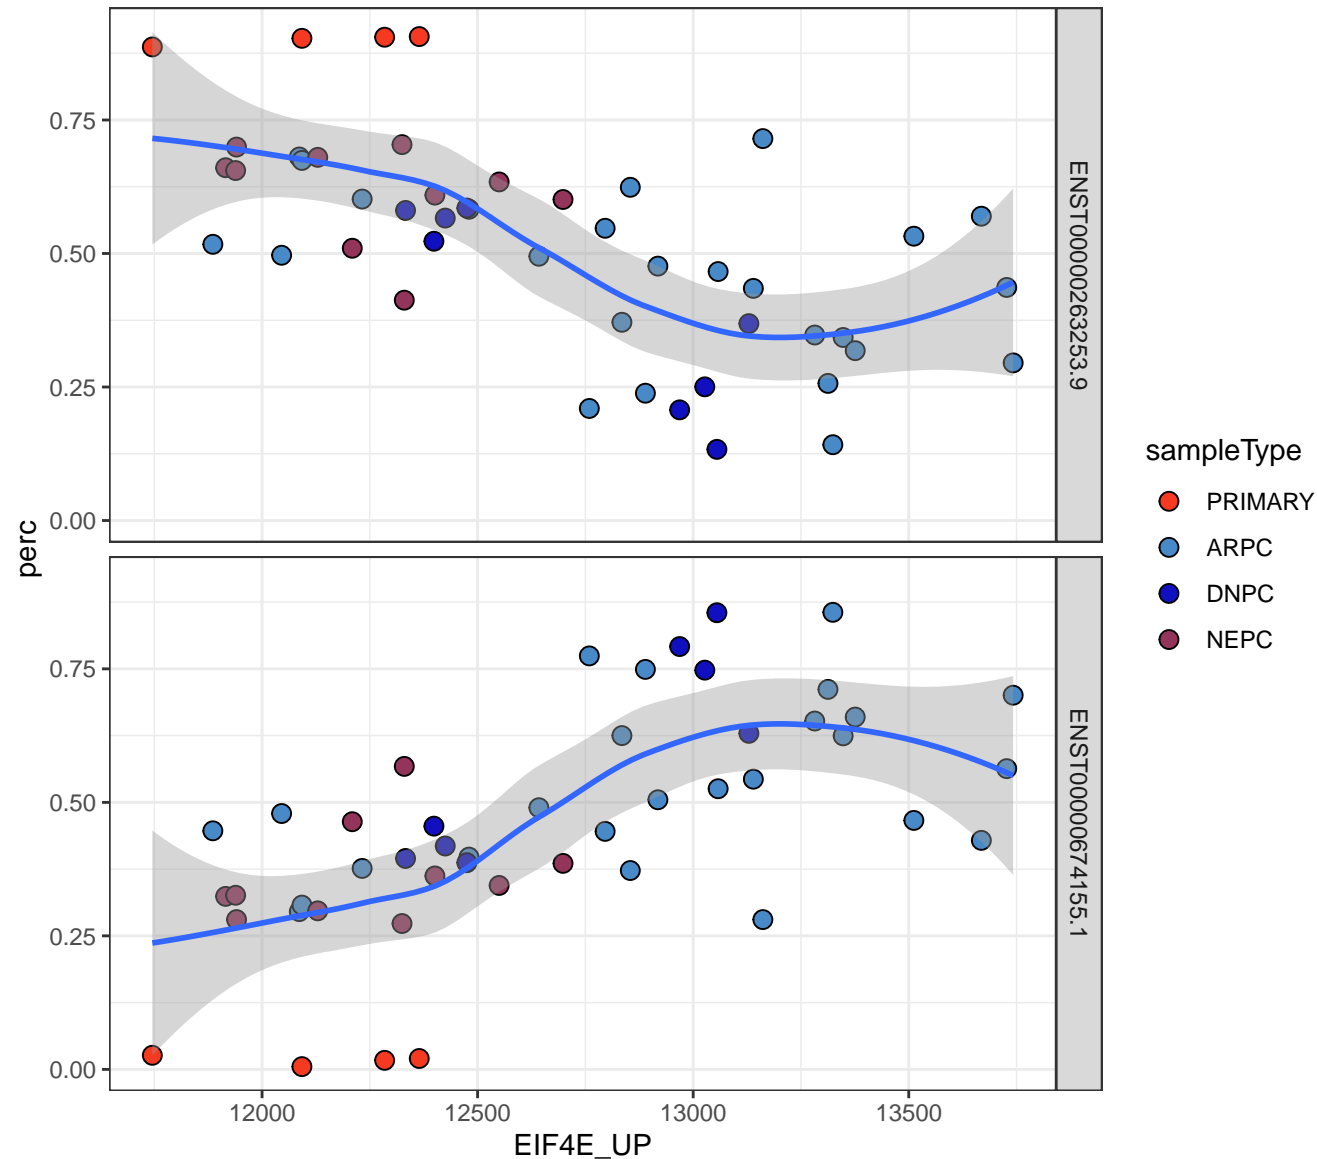 perc
0.75
0.50
0.25
0.00
ENST00000263253.9
0.75
0.50
0.25
0.00
ENST00000674155.1
12000
12500
13000
13500
EIF4E_UP
sampleType
PRIMARY
ARPC
DNPC
NEPC